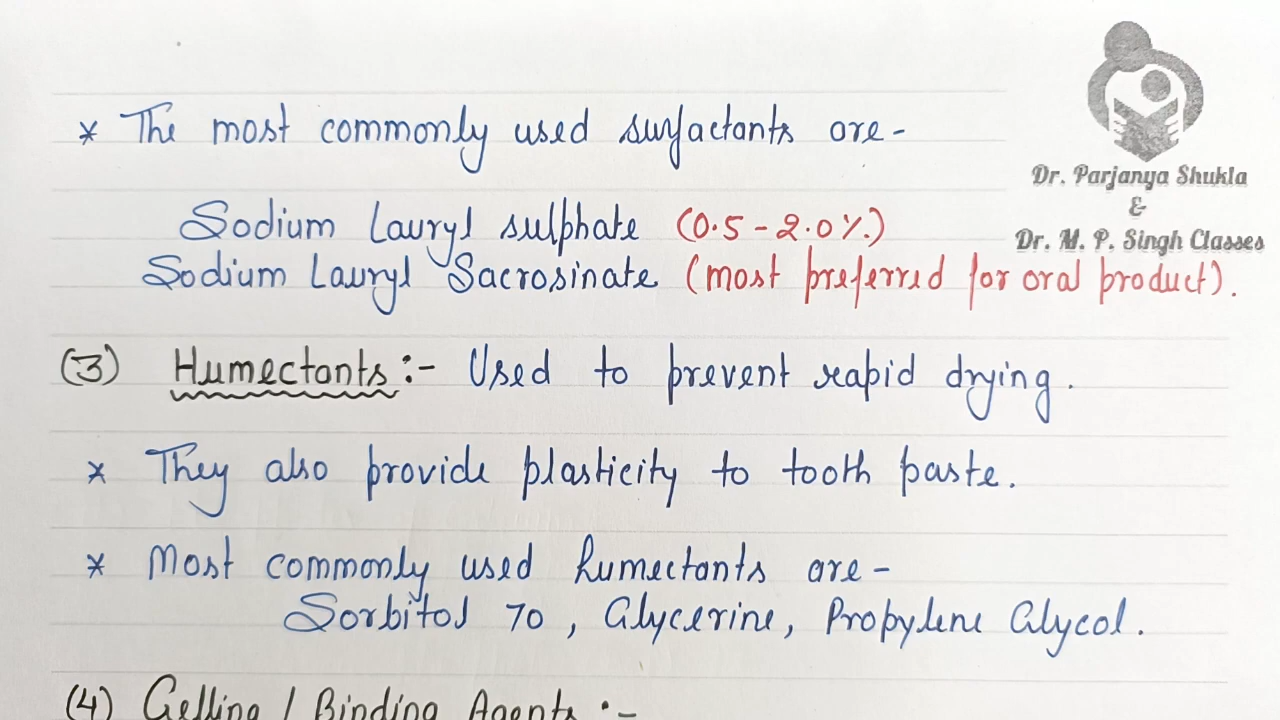 * The most commonly used surfactants are-
Dr. Parjanya Shukla
&
Dr. M. P. Singh Classes
Sodium Lauryl sulphate (0.5 - 2.0%)
Sodium Lauryl Sacrosinate (most preferred for oral product).
(3) Humectants :- Used to prevent rapid drying.
* They also provide plasticity to tooth paste.
* Most commonly used humectants are-
Sorbitol 70, Glycerine, Propylene Glycol.
(4) Gelling / Binding Agents :-